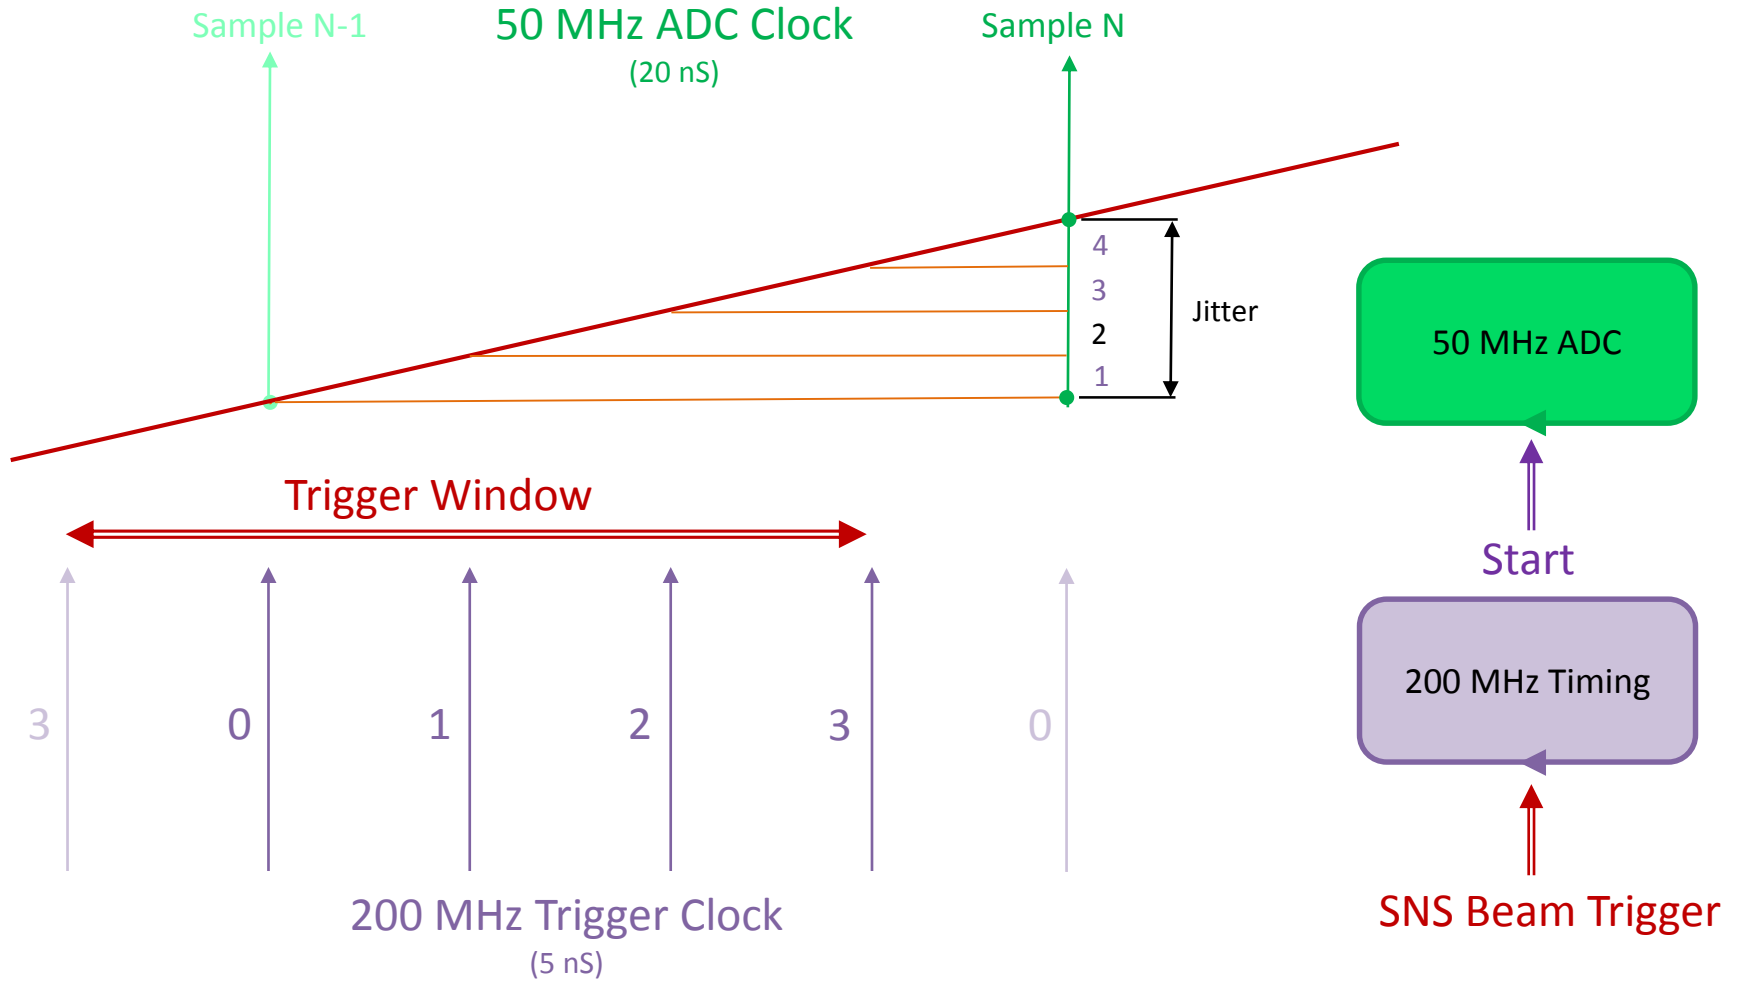 Sample N-1
50 MHz ADC Clock
(20 nS)
Sample N
4
3
2
1
Jitter
50 MHz ADC
Trigger Window
Start
200 MHz Timing
3
0
1
2
3
0
200 MHz Trigger Clock
(5 nS)
SNS Beam Trigger